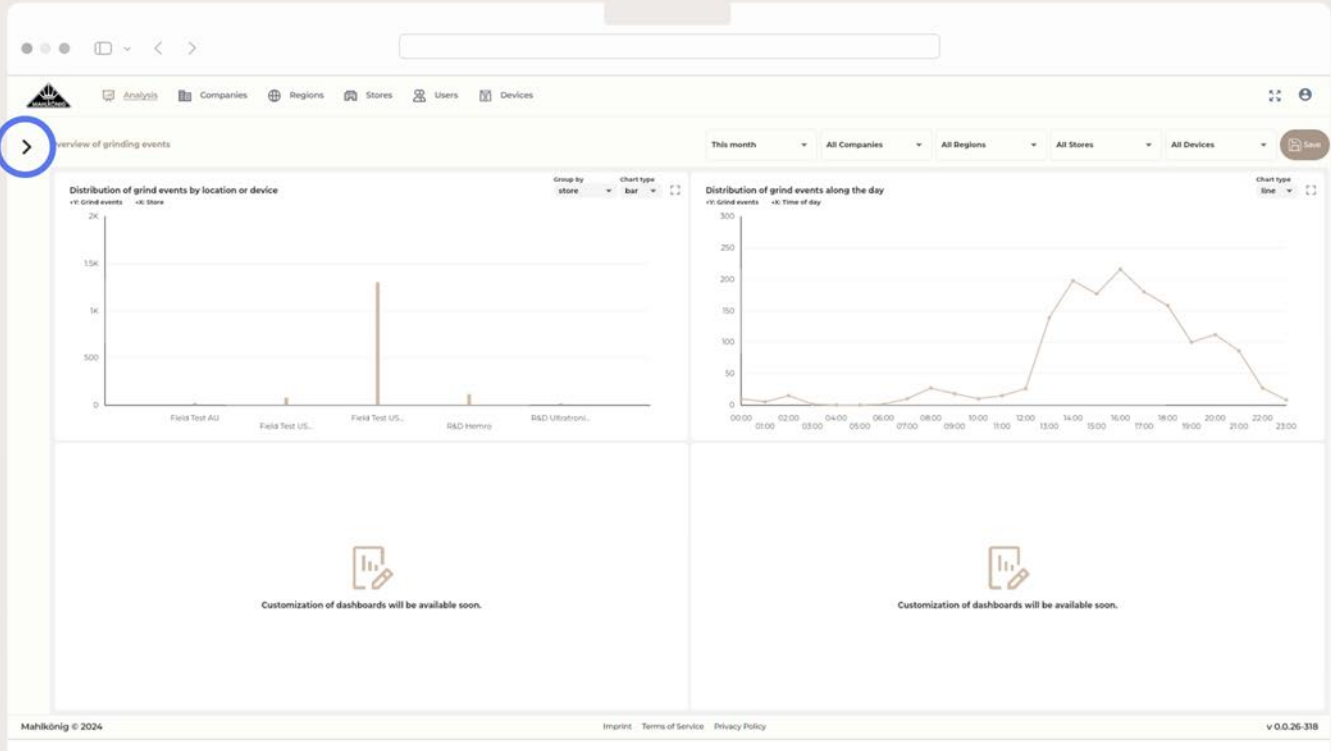 MAHLKÖNIG
Analysis Companies Regions Stores Users Devices
verview of grinding events
This month All Companies All Regions All Stores All Devices Save
Distribution of grind events by location or device
Group by Chart type
store bar
•Y: Grind events •X: Store
2K
1.5K
1K
500
0
Field Test AU Field Test US... Field Test US... R&D Hemro R&D Ultratroni...
Distribution of grind events along the day
Chart type
line
•Y: Grind events •X: Time of day
300
250
200
150
100
50
0
00:00 02:00 04:00 06:00 08:00 10:00 12:00 14:00 16:00 18:00 20:00 22:00
01:00 03:00 05:00 07:00 09:00 11:00 13:00 15:00 17:00 19:00 21:00 23:00
Customization of dashboards will be available soon.
Customization of dashboards will be available soon.
Mahlkönig © 2024 Imprint Terms of Service Privacy Policy v 0.0.26-318